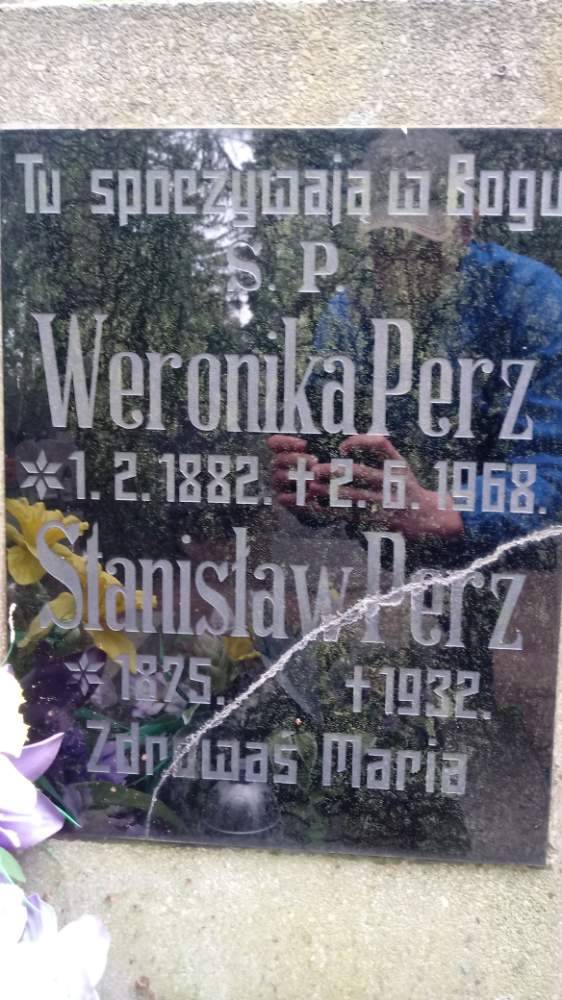 Tu spoczywają w Bogu
Ś. P.
Weronika Perz
*1. 2. 1882. †2. 6. 1968.
Stanisław Perz
*1875. †1932.
Zdrowaś Maria